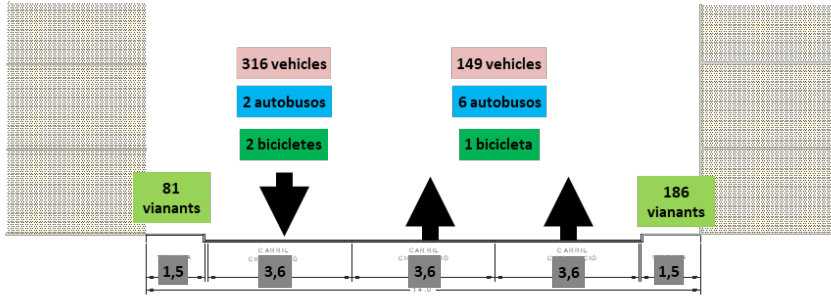 316 vehicles
149 vehicles
2 autobusos
6 autobusos
2 bicicletes
1 bicicleta
81
vianants
186
vianants
CARRIL
CARRIL
CARRIL
1,5
3,6
3,6
3,6
1,5